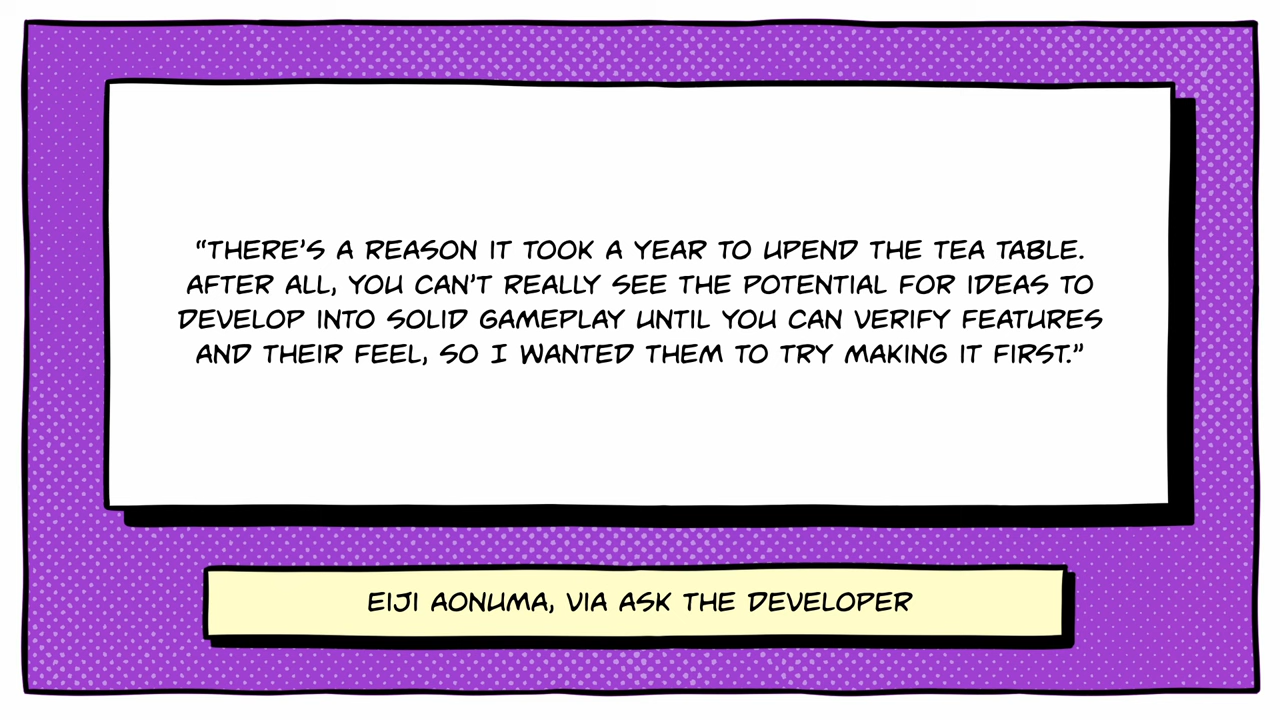 “THERE’S A REASON IT TOOK A YEAR TO UPEND THE TEA TABLE.
AFTER ALL, YOU CAN’T REALLY SEE THE POTENTIAL FOR IDEAS TO
DEVELOP INTO SOLID GAMEPLAY UNTIL YOU CAN VERIFY FEATURES
AND THEIR FEEL, SO I WANTED THEM TO TRY MAKING IT FIRST.”
EIJI AONUMA, VIA ASK THE DEVELOPER